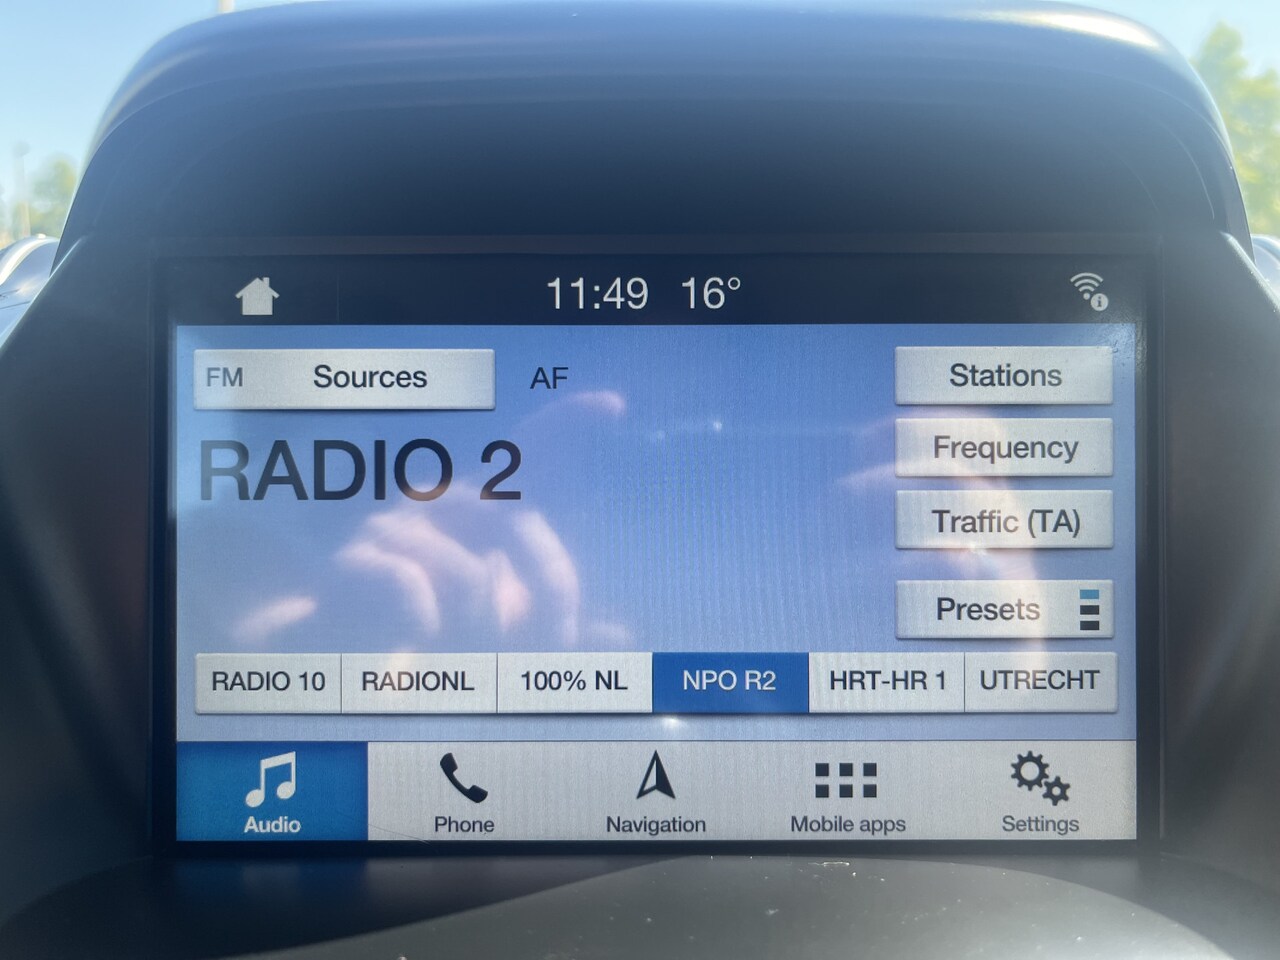 11:49 16°
FM Sources AF
Stations
RADIO 2
Frequency
Traffic (TA)
Presets
RADIO 10 RADIONL 100% NL NPO R2 HRT-HR 1 UTRECHT
Audio Phone Navigation Mobile apps Settings